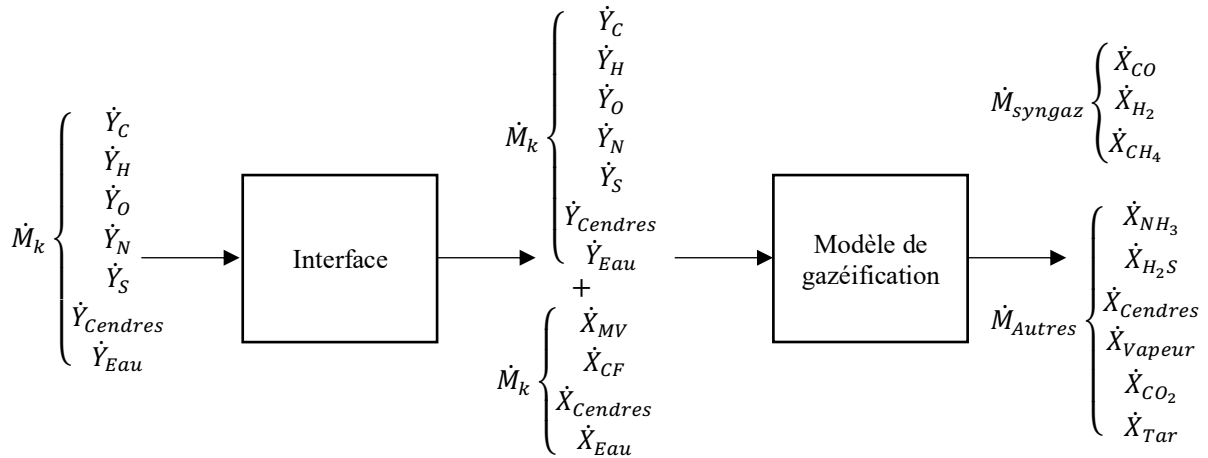 Ṁ_k
Ẏ_C
Ẏ_H
Ẏ_O
Ẏ_N
Ẏ_S
Ẏ_Cendres
Ẏ_Eau
Interface
Ṁ_k
Ẏ_C
Ẏ_H
Ẏ_O
Ẏ_N
Ẏ_S
Ẏ_Cendres
Ẏ_Eau
+
Ṁ_k
Ẋ_MV
Ẋ_CF
Ẋ_Cendres
Ẋ_Eau
Modèle de
gazéification
Ṁ_syngaz
Ẋ_CO
Ẋ_H₂
Ẋ_CH₄
Ṁ_Autres
Ẋ_NH₃
Ẋ_H₂S
Ẋ_Cendres
Ẋ_Vapeur
Ẋ_CO₂
Ẋ_Tar